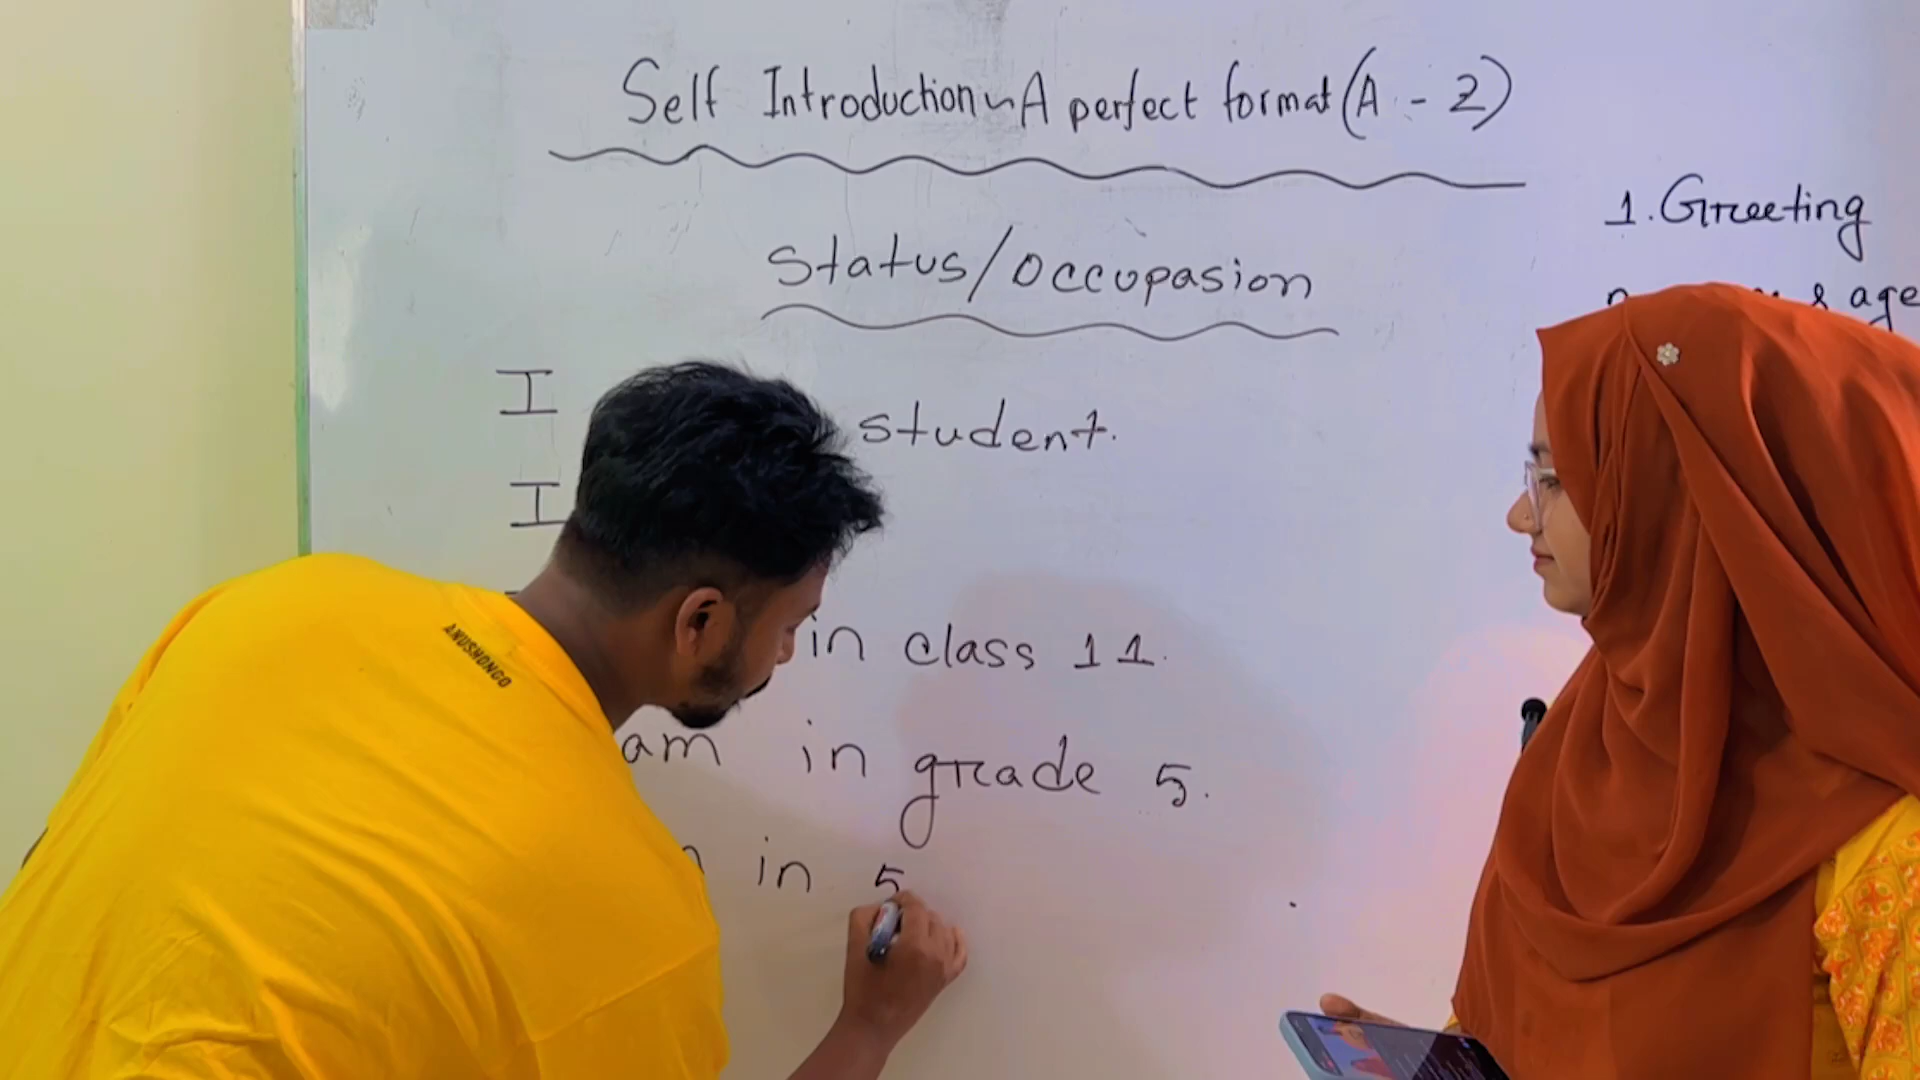 Self Introduction ~ A perfect format (A - Z)
Status/Occupasion
1. Greeting
& age
I student.
I
in class 11.
am in grade 5.
in 5
ANUSHONGO